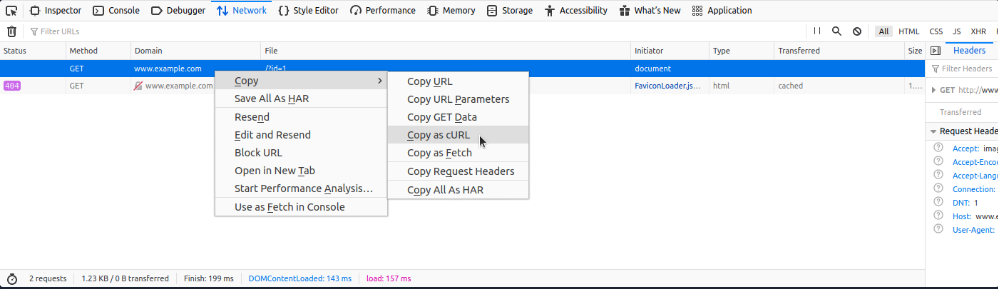 Inspector Console Debugger Network Style Editor Performance Memory Storage Accessibility What's New Application
Filter URLs All HTML CSS JS XHR
Status Method Domain File Initiator Type Transferred Size
GET www.example.com /?id=1 document
404 GET www.example.com FaviconLoader.js... html cached 1....
Copy
Save All As HAR
Resend
Edit and Resend
Block URL
Open in New Tab
Start Performance Analysis...
Use as Fetch in Console
Copy URL
Copy URL Parameters
Copy GET Data
Copy as cURL
Copy as Fetch
Copy Request Headers
Copy All As HAR
Headers
Filter Headers
GET http://ww
Transferred
Request Heade
Accept: imag
Accept-Enco
Accept-Lang
Connection:
DNT: 1
Host: www.e
User-Agent:
2 requests 1.23 KB / 0 B transferred Finish: 199 ms DOMContentLoaded: 143 ms load: 157 ms